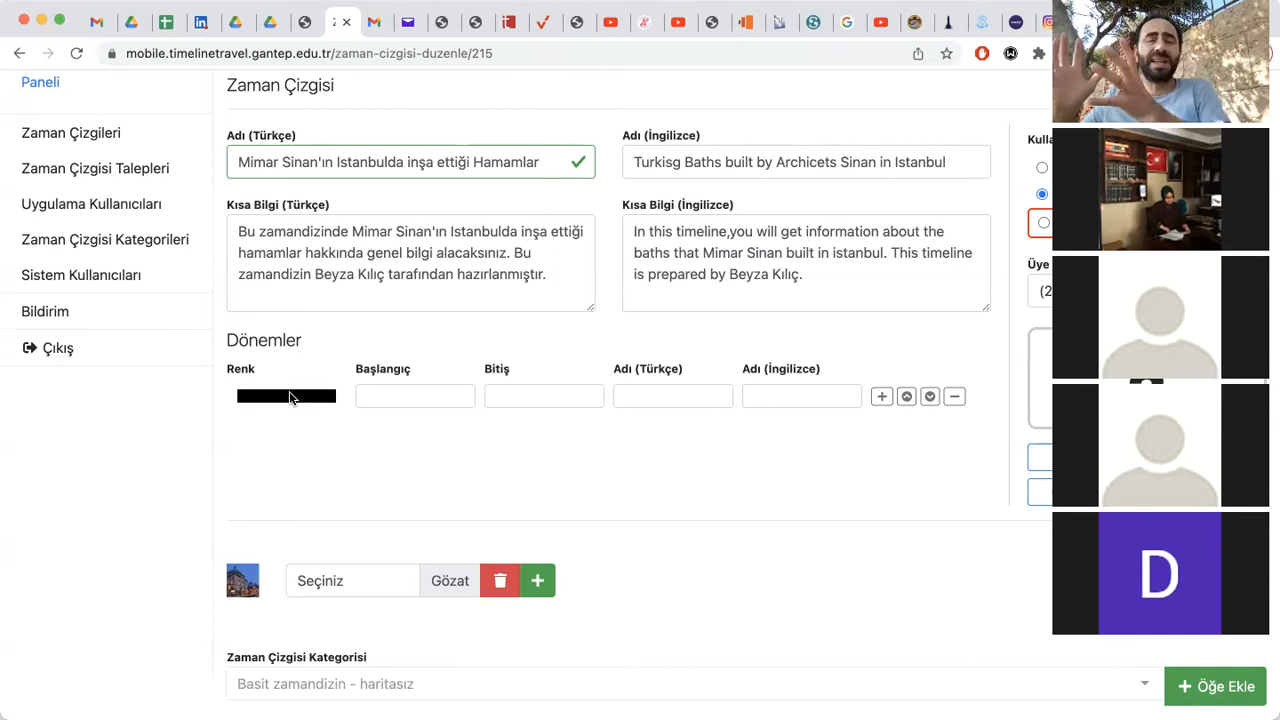 mobile.timelinetravel.gantep.edu.tr/zaman-cizgisi-duzenle/215
Paneli
Zaman Çizgileri
Zaman Çizgisi Talepleri
Uygulama Kullanıcıları
Zaman Çizgisi Kategorileri
Sistem Kullanıcıları
Bildirim
Çıkış
Zaman Çizgisi
Adı (Türkçe)
Adı (İngilizce)
Mimar Sinan'ın Istanbulda inşa ettiği Hamamlar
Turkisg Baths built by Archicets Sinan in Istanbul
Kısa Bilgi (Türkçe)
Kısa Bilgi (İngilizce)
Bu zamandizinde Mimar Sinan'ın Istanbulda inşa ettiği
hamamlar hakkında genel bilgi alacaksınız. Bu
zamandizin Beyza Kılıç tarafından hazırlanmıştır.
In this timeline,you will get information about the
baths that Mimar Sinan built in istanbul. This timeline
is prepared by Beyza Kılıç.
Kulla
Üye
(2
Dönemler
Renk Başlangıç Bitiş Adı (Türkçe) Adı (İngilizce)
Seçiniz Gözat
Zaman Çizgisi Kategorisi
Basit zamandizin - haritasız
Öğe Ekle
D